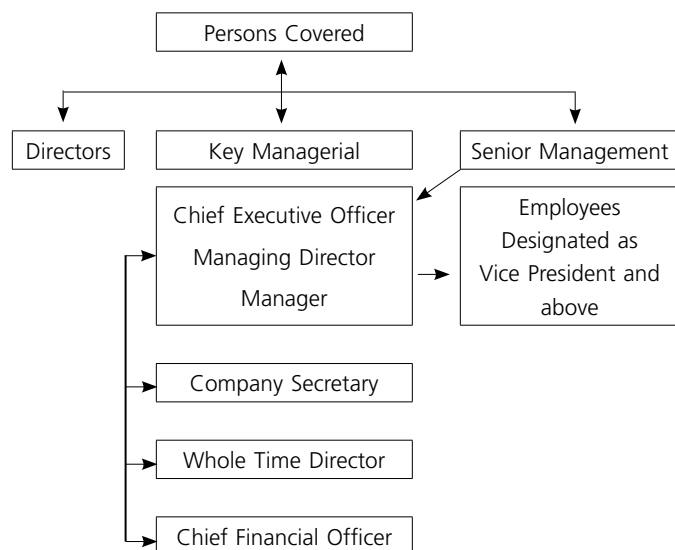 Persons Covered
Directors
Key Managerial
Senior Management
Chief Executive Officer
Managing Director
Manager
Employees
Designated as
Vice President and
above
Company Secretary
Whole Time Director
Chief Financial Officer